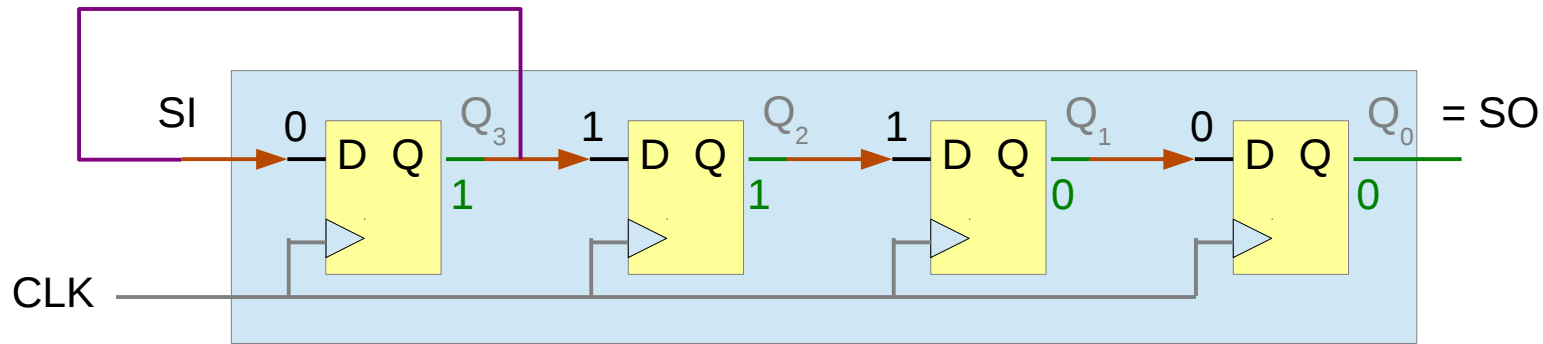 SI 0 Q3 1 Q2 1 Q1 0 Q0 = SO
D Q D Q D Q D Q
1 1 0 0
CLK